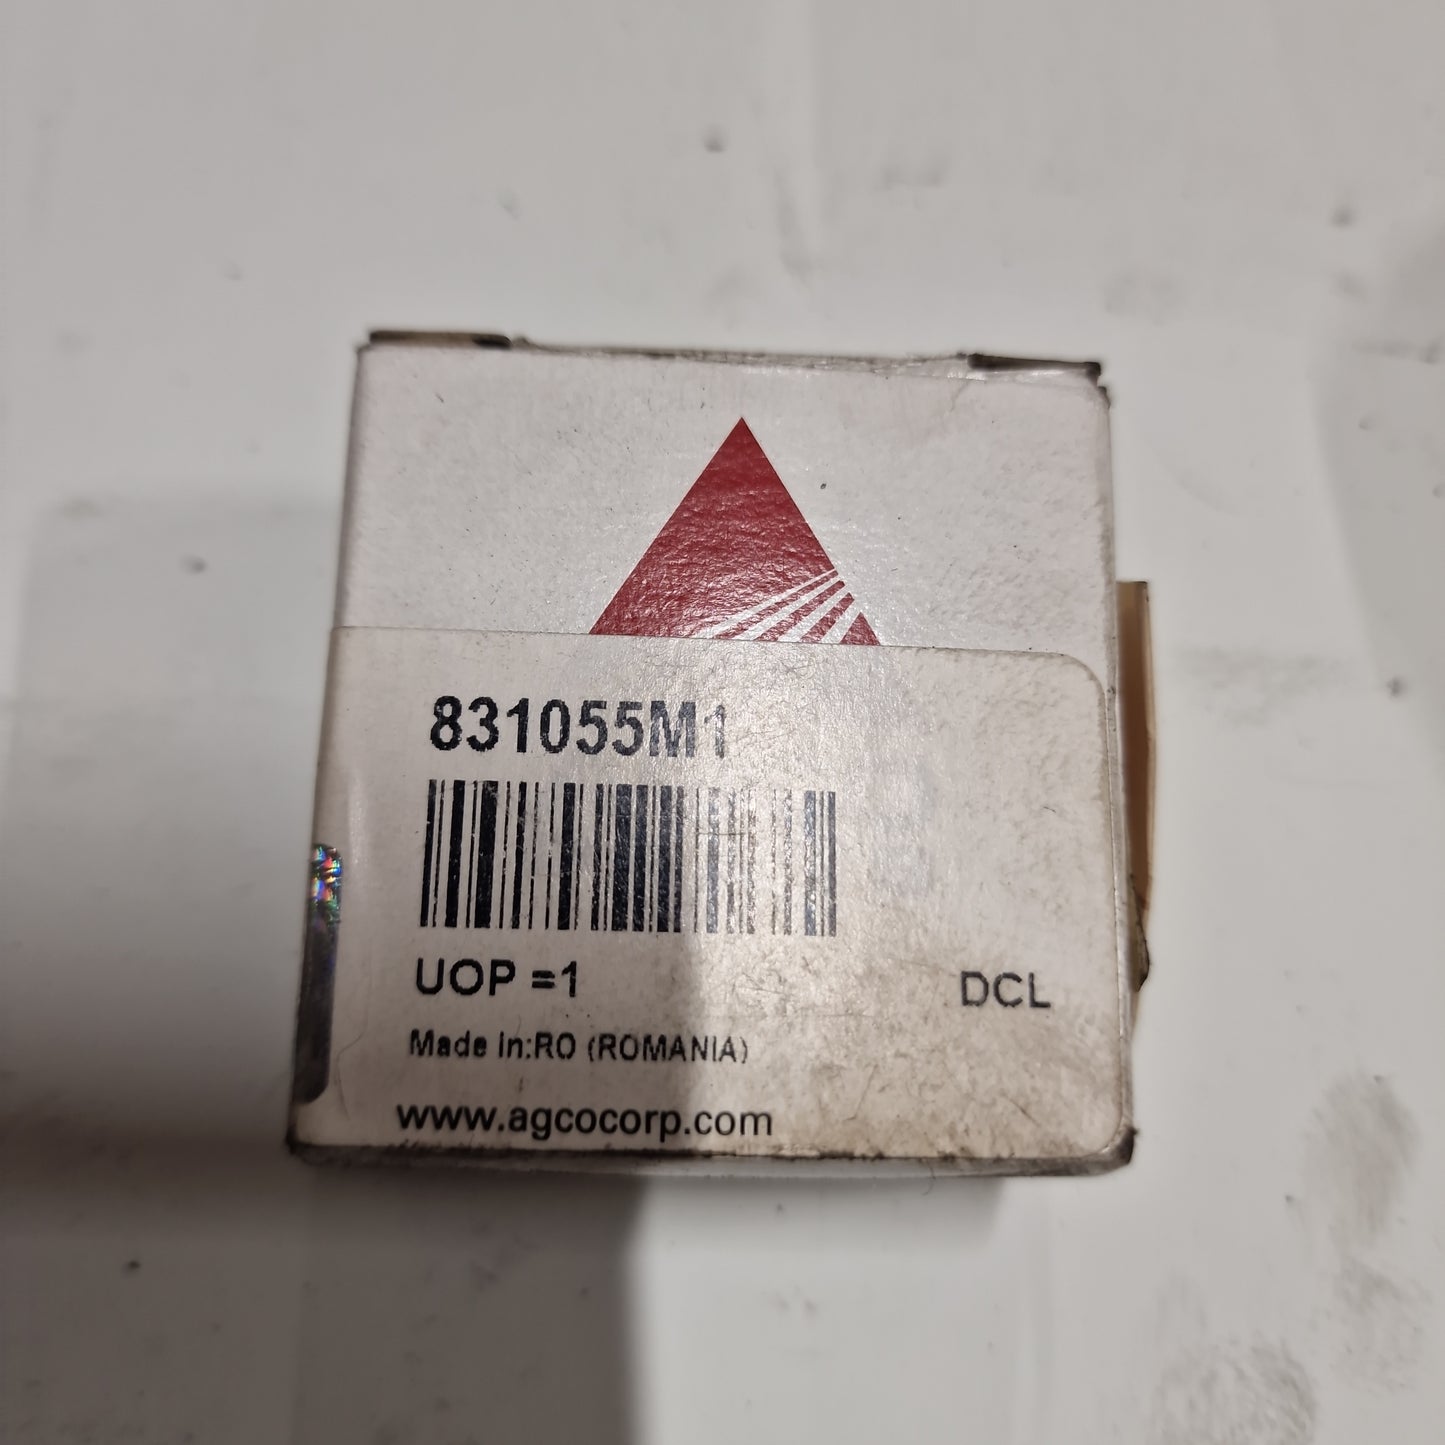 831055M1
UOP =1
DCL
Made in:RO (ROMANIA)
www.agcocorp.com